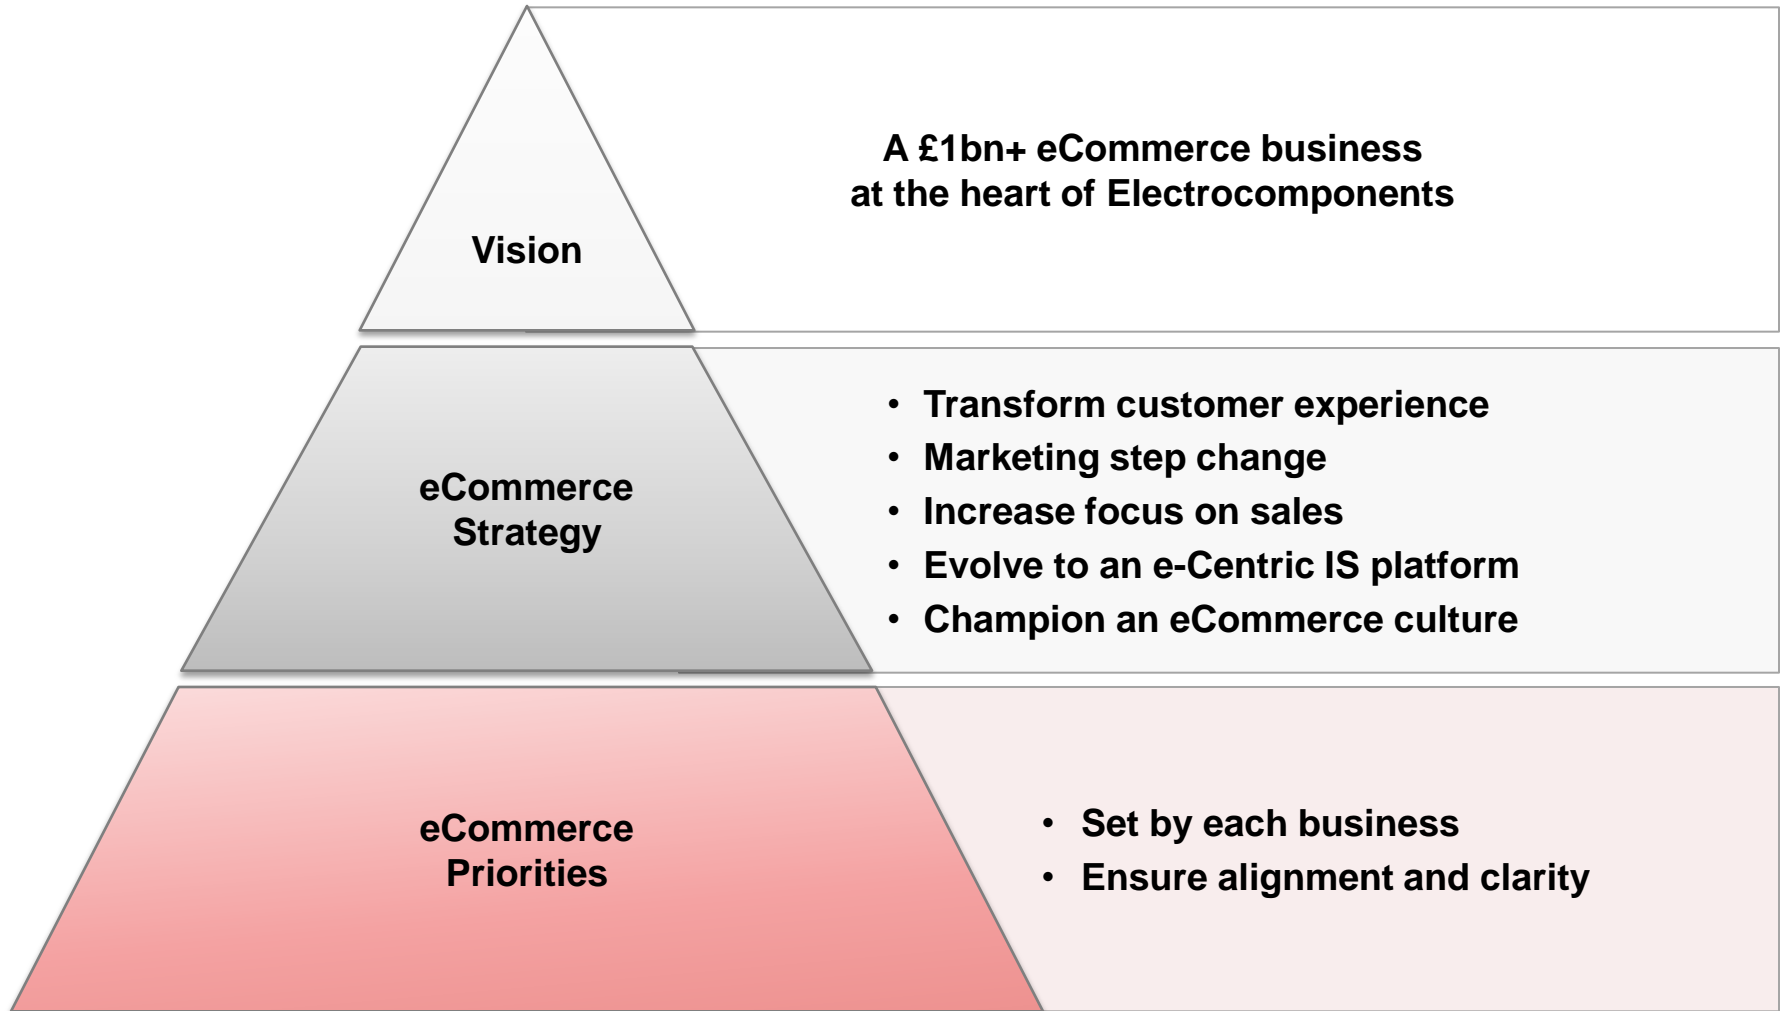 Vision
A £1bn+ eCommerce business
at the heart of Electrocomponents
eCommerce
Strategy
• Transform customer experience
• Marketing step change
• Increase focus on sales
• Evolve to an e-Centric IS platform
• Champion an eCommerce culture
eCommerce
Priorities
• Set by each business
• Ensure alignment and clarity